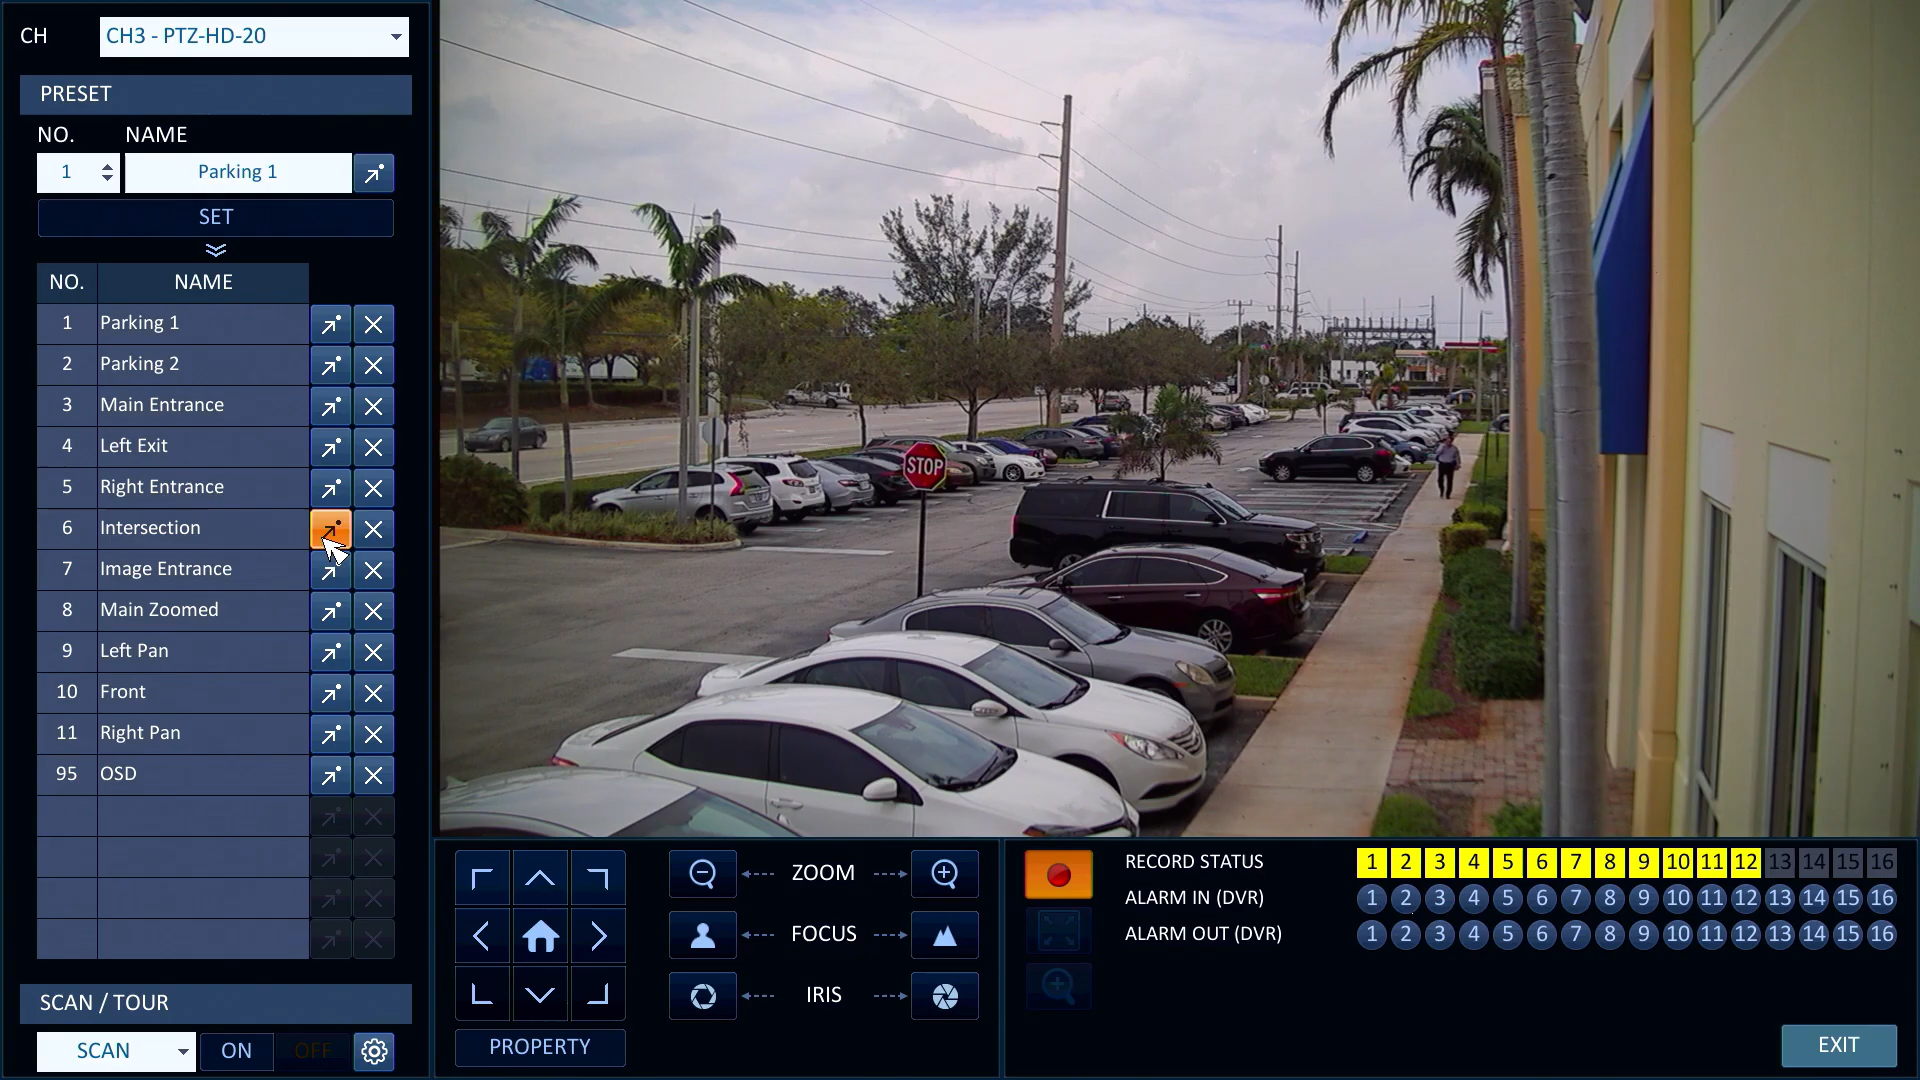 CH CH3 - PTZ-HD-20
PRESET
NO. NAME
1 Parking 1
SET
NO. NAME
1 Parking 1
2 Parking 2
3 Main Entrance
4 Left Exit
5 Right Entrance
6 Intersection
7 Image Entrance
8 Main Zoomed
9 Left Pan
10 Front
11 Right Pan
95 OSD
SCAN / TOUR
SCAN ON OFF
STOP
ZOOM
FOCUS
IRIS
PROPERTY
RECORD STATUS 1 2 3 4 5 6 7 8 9 10 11 12 13 14 15 16
ALARM IN (DVR) 1 2 3 4 5 6 7 8 9 10 11 12 13 14 15 16
ALARM OUT (DVR) 1 2 3 4 5 6 7 8 9 10 11 12 13 14 15 16
EXIT